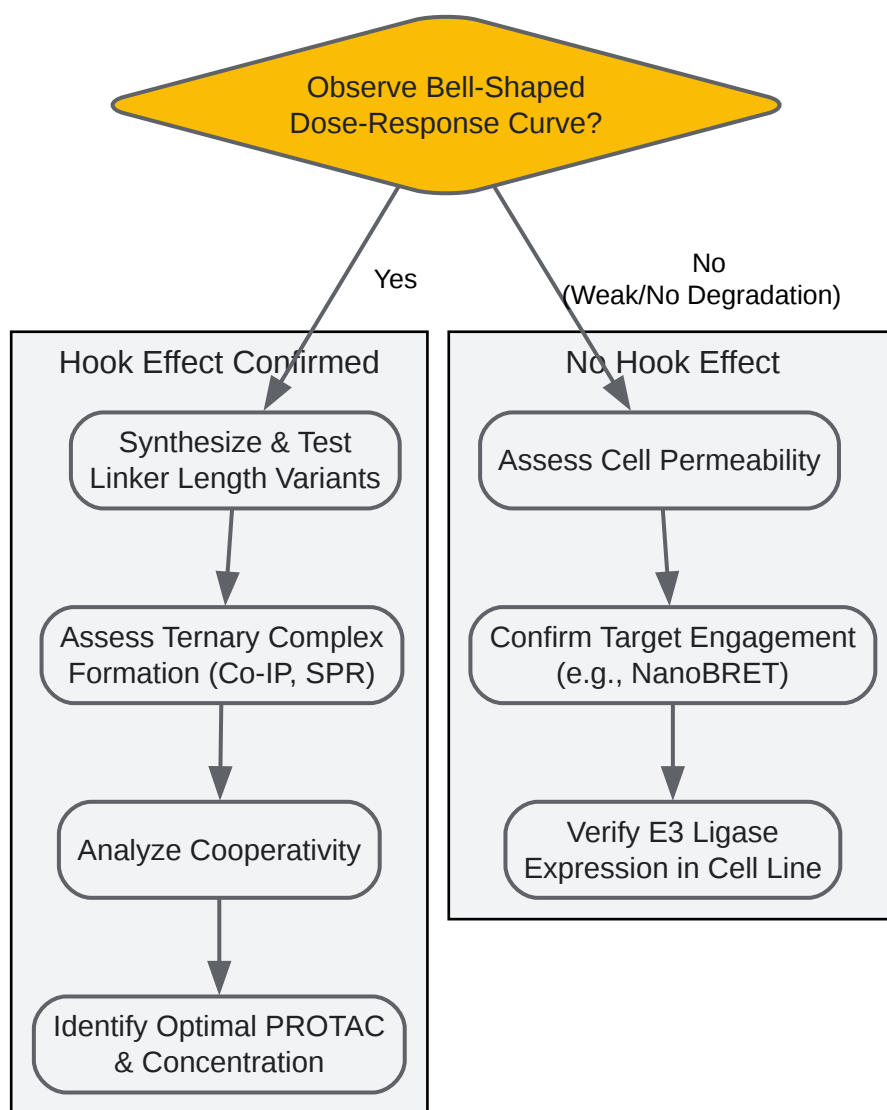 Observe Bell-Shaped
Dose-Response Curve?
Yes
No
(Weak/No Degradation)
Hook Effect Confirmed
Synthesize & Test
Linker Length Variants
Assess Ternary Complex
Formation (Co-IP, SPR)
Analyze Cooperativity
Identify Optimal PROTAC
& Concentration
No Hook Effect
Assess Cell Permeability
Confirm Target Engagement
(e.g., NanoBRET)
Verify E3 Ligase
Expression in Cell Line